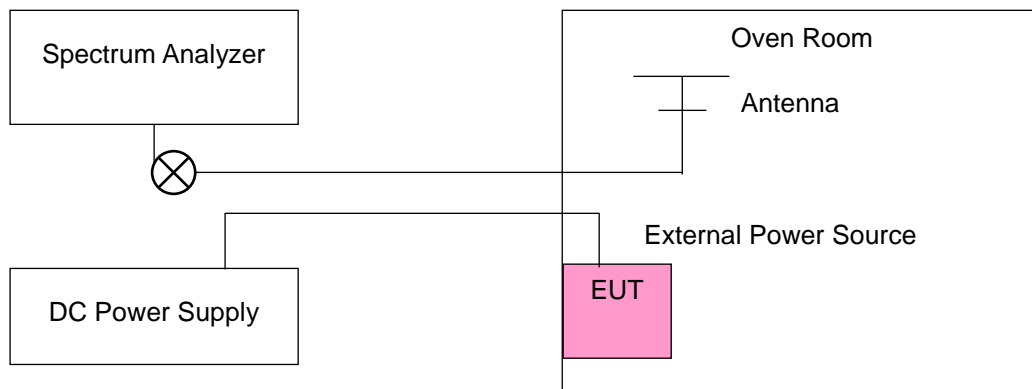 Spectrum Analyzer
Oven Room
Antenna
External Power Source
EUT
DC Power Supply